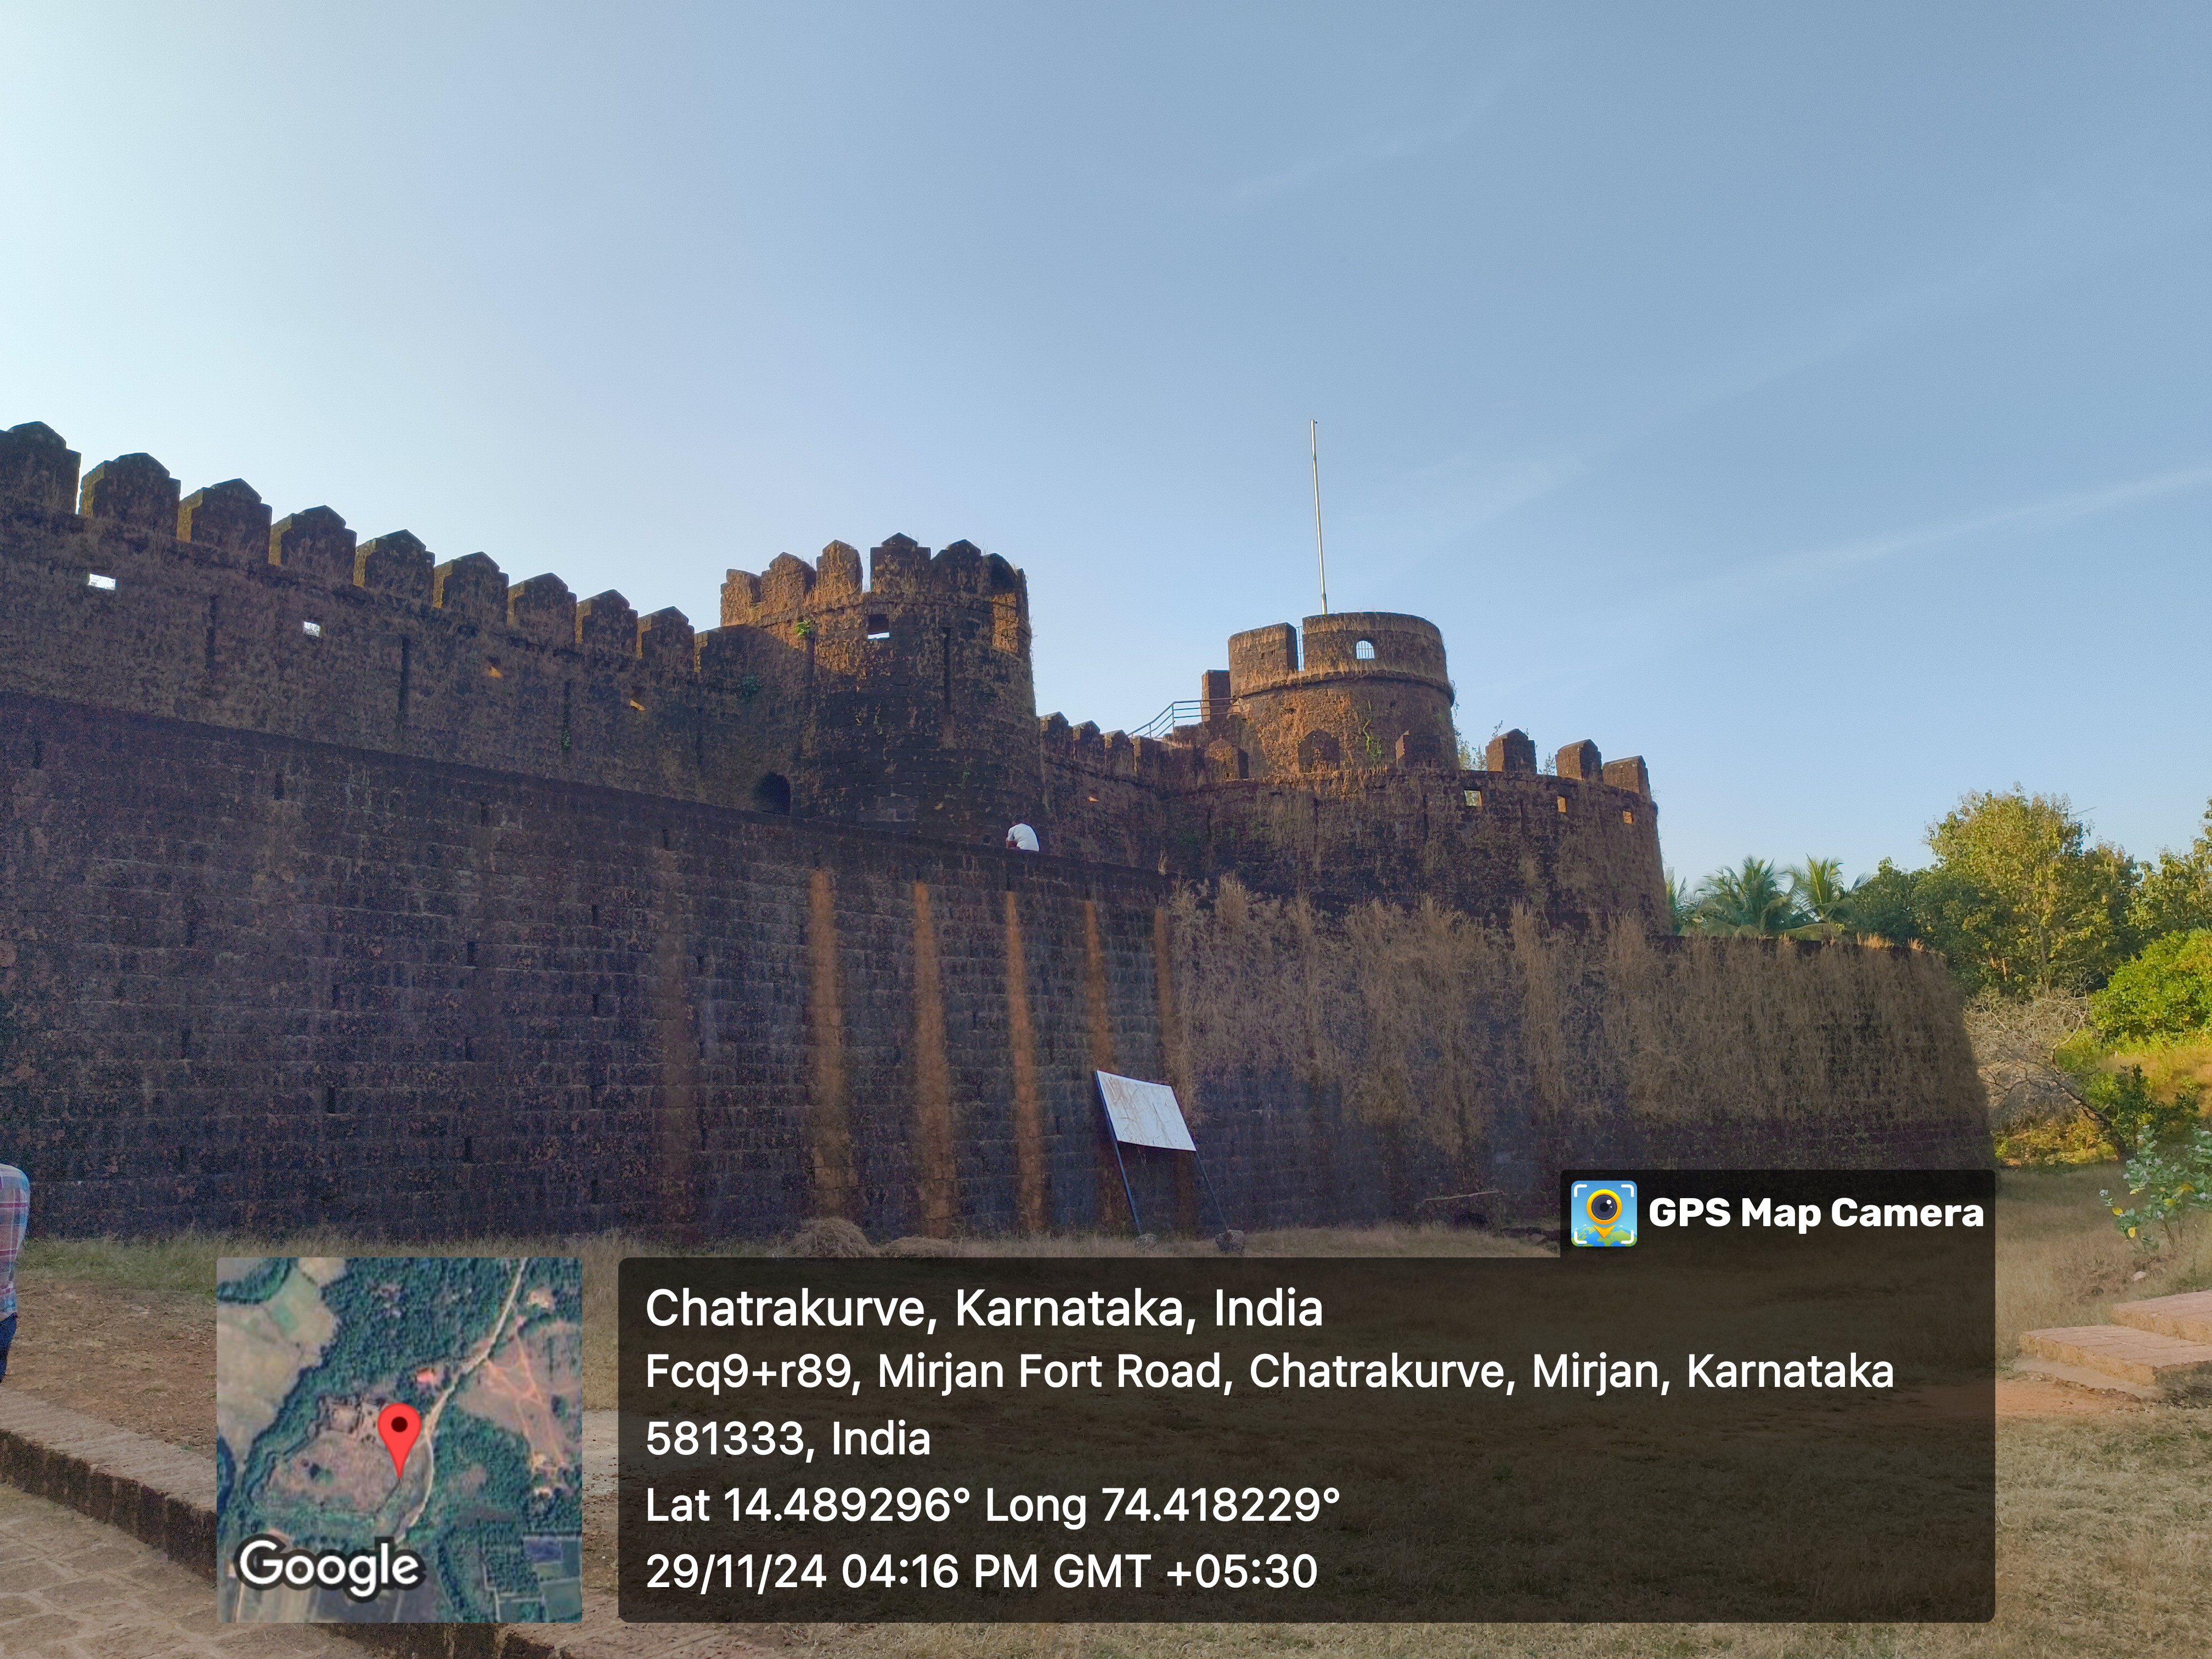 GPS Map Camera
Chatrakurve, Karnataka, India
Fcq9+r89, Mirjan Fort Road, Chatrakurve, Mirjan, Karnataka
581333, India
Lat 14.489296° Long 74.418229°
29/11/24 04:16 PM GMT +05:30
Google